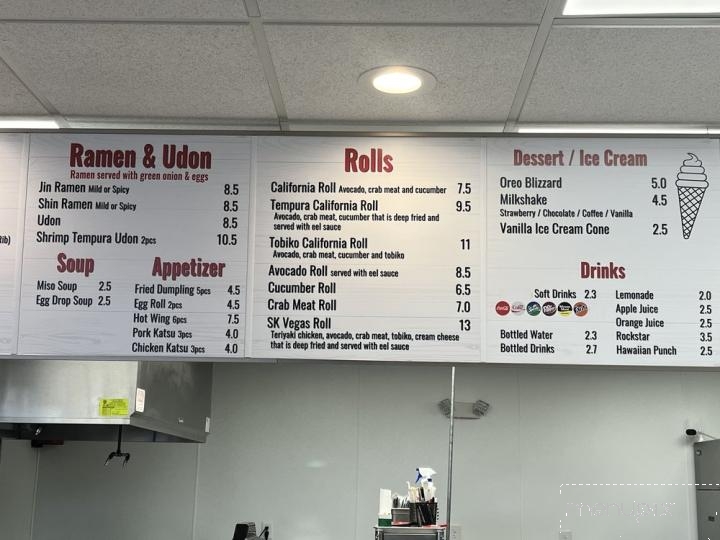 Rib)
Ramen & Udon
Ramen served with green onion & eggs
Jin Ramen Mild or Spicy 8.5
Shin Ramen Mild or Spicy 8.5
Udon 8.5
Shrimp Tempura Udon 2pcs 10.5
Soup
Miso Soup 2.5
Egg Drop Soup 2.5
Appetizer
Fried Dumpling 5pcs 4.5
Egg Roll 2pcs 4.5
Hot Wing 6pcs 7.5
Pork Katsu 3pcs 4.0
Chicken Katsu 3pcs 4.0
Rolls
California Roll Avocado, crab meat and cucumber 7.5
Tempura California Roll 9.5
Avocado, crab meat, cucumber that is deep fried and
served with eel sauce
Tobiko California Roll 11
Avocado, crab meat, cucumber and tobiko
Avocado Roll served with eel sauce 8.5
Cucumber Roll 6.5
Crab Meat Roll 7.0
SK Vegas Roll 13
Teriyaki chicken, avocado, crab meat, tobiko, cream cheese
that is deep fried and served with eel sauce
Dessert / Ice Cream
Oreo Blizzard 5.0
Milkshake 4.5
Strawberry / Chocolate / Coffee / Vanilla
Vanilla Ice Cream Cone 2.5
Drinks
Soft Drinks 2.3
Bottled Water 2.3
Bottled Drinks 2.7
Lemonade 2.0
Apple Juice 2.5
Orange Juice 2.5
Rockstar 3.5
Hawaiian Punch 2.5